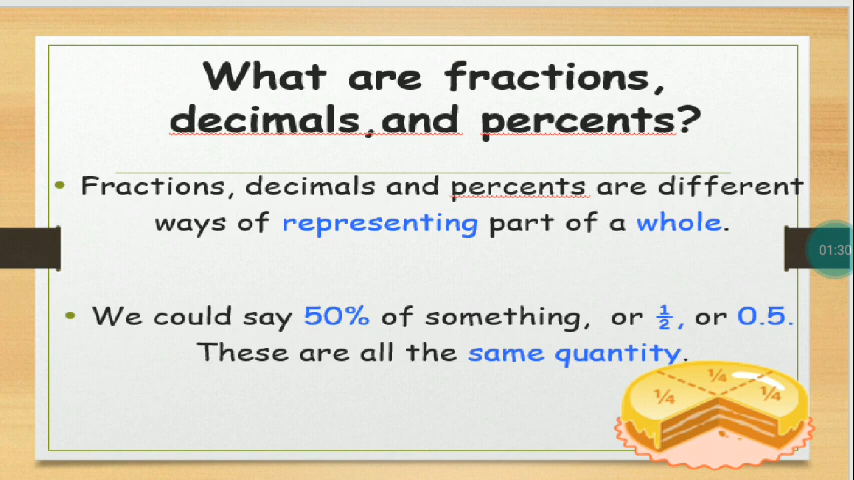 What are fractions,
decimals,and percents?
• Fractions, decimals and percents are different
ways of representing part of a whole.
01:30
• We could say 50% of something, or ½, or 0.5.
These are all the same quantity.
1/4
1/4
1/4